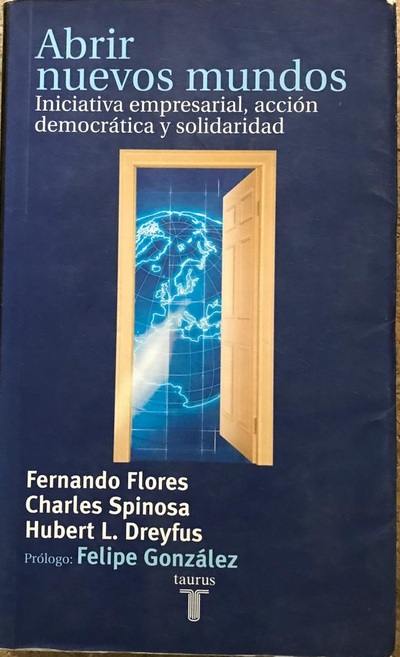 Abrir
nuevos mundos
Iniciativa empresarial, acción
democrática y solidaridad
Fernando Flores
Charles Spinosa
Hubert L. Dreyfus
Prólogo: Felipe González
taurus
T